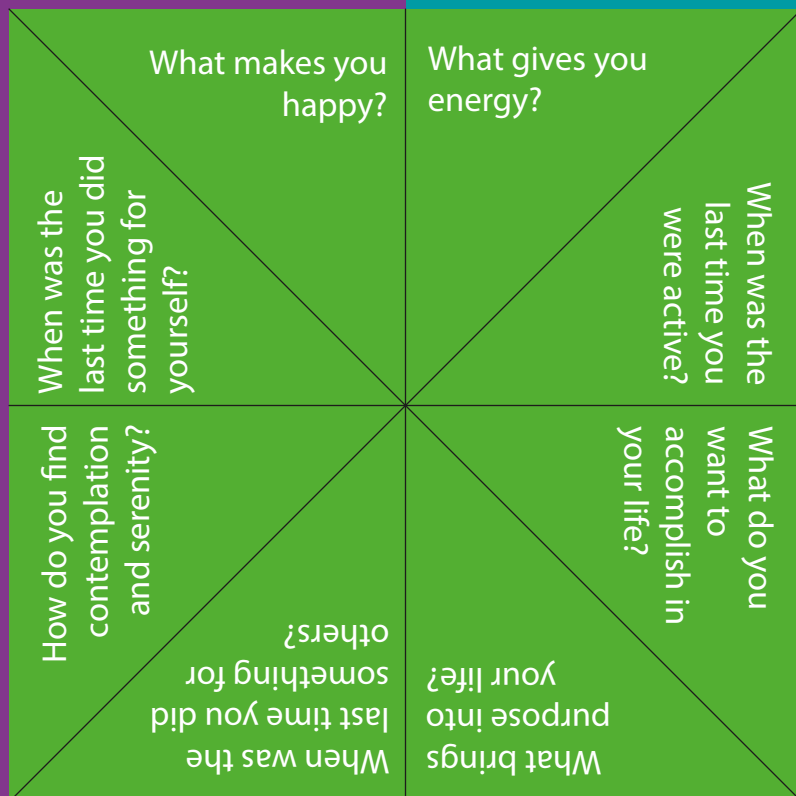 What makes you
happy?
What gives you
energy?
When was the
last time you
were active?
What do you
want to
accomplish in
your life?
What brings
purpose into
your life?
When was the
last time you did
something for
others?
How do you find
contemplation
and serenity?
When was the
last time you did
something for
yourself?